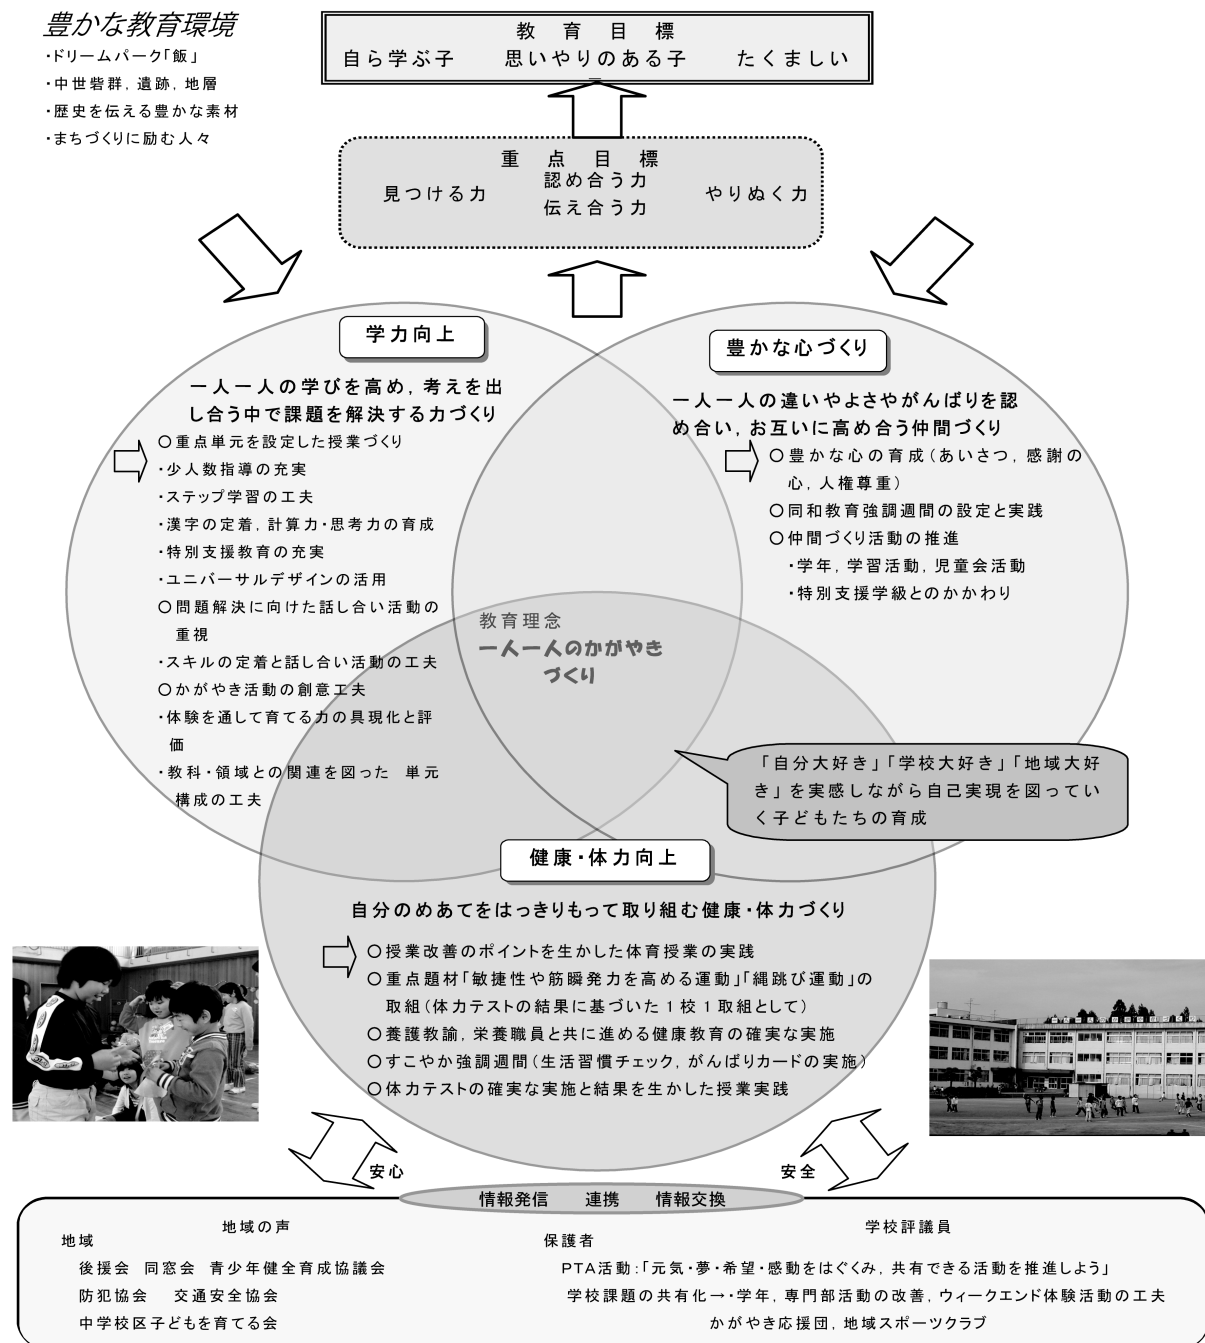 豊かな教育環境
・ドリームパーク「飯」
・中世砦群，遺跡，地層
・歴史を伝える豊かな素材
・まちづくりに励む人々
教　育　目　標
自ら学ぶ子　　思いやりのある子　　たくましい
重　点　目　標
見つける力　　認め合う力　　やりぬく力
伝え合う力
学力向上
一人一人の学びを高め，考えを出
し合う中で課題を解決する力づくり
○重点単元を設定した授業づくり
・少人数指導の充実
・ステップ学習の工夫
・漢字の定着，計算力・思考力の育成
・特別支援教育の充実
・ユニバーサルデザインの活用
○問題解決に向けた話し合い活動の
重視
・スキルの定着と話し合い活動の工夫
○かがやき活動の創意工夫
・体験を通して育てる力の具現化と評
価
・教科・領域との関連を図った　単元
構成の工夫
豊かな心づくり
一人一人の違いやよさやがんばりを認
め合い，お互いに高め合う仲間づくり
○豊かな心の育成（あいさつ，感謝の
心，人権尊重）
○同和教育強調週間の設定と実践
○仲間づくり活動の推進
・学年，学習活動，児童会活動
・特別支援学級とのかかわり
教育理念
一人一人のかがやき
づくり
「自分大好き」「学校大好き」「地域大好
き」を実感しながら自己実現を図ってい
く子どもたちの育成
健康・体力向上
自分のめあてをはっきりもって取り組む健康・体力づくり
○授業改善のポイントを生かした体育授業の実践
○重点題材「敏捷性や筋瞬発力を高める運動」「縄跳び運動」の
取組（体力テストの結果に基づいた１校１取組として）
○養護教諭，栄養職員と共に進める健康教育の確実な実施
○すこやか強調週間（生活習慣チェック，がんばりカードの実施）
○体力テストの確実な実施と結果を生かした授業実践
安心　　安全
情報発信　　連携　　情報交換
地域の声
地域
後援会　同窓会　青少年健全育成協議会
防犯協会　　交通安全協会
中学校区子どもを育てる会
学校評議員
保護者
PTA活動：「元気・夢・希望・感動をはぐくみ，共有できる活動を推進しよう」
学校課題の共有化→・学年，専門部活動の改善，ウィークエンド体験活動の工夫
かがやき応援団，地域スポーツクラブ